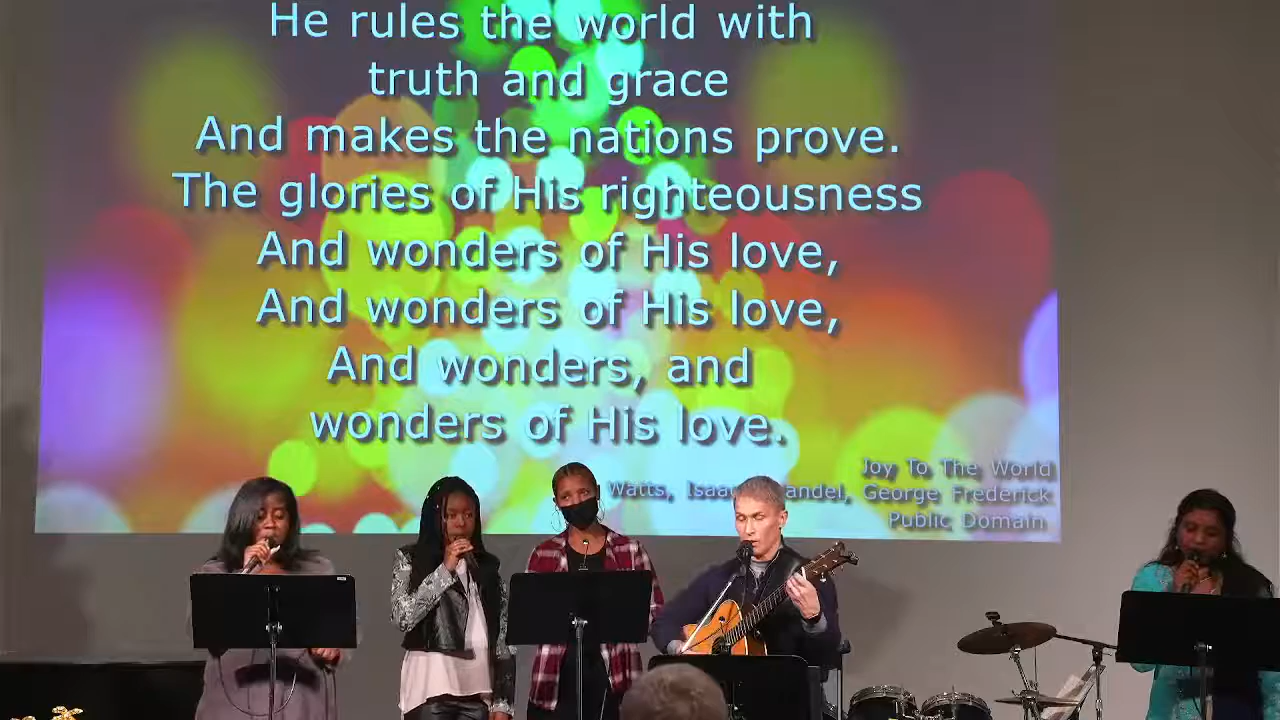 He rules the world with
truth and grace
And makes the nations prove.
The glories of His righteousness
And wonders of His love,
And wonders of His love,
And wonders, and
wonders of His love.
Joy To The World
Watts, George Frederick
Public Domain